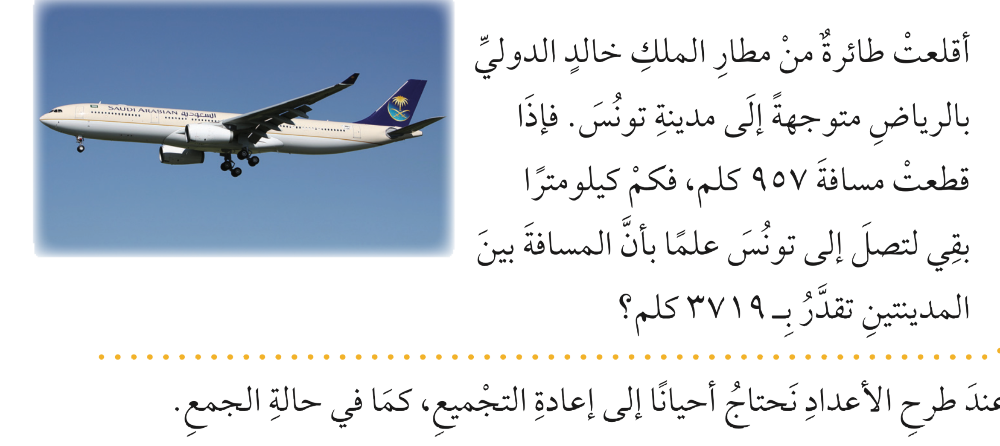 أقلعتْ طائرةٌ منْ مطارِ الملكِ خالدٍ الدوليِّ
بالرياضِ متوجهةً إلَى مدينةِ تونُسَ. فإذَا
قطعتْ مسافةَ ٩٥٧ كلم، فكمْ كيلومترًا
بقِي لتصلَ إلى تونُسَ علمًا بأنَّ المسافةَ بينَ
المدينتينِ تقدَّرُ بِـ ٣٧١٩ كلم؟
SAUDI ARABIAN السعودية
عندَ طرحِ الأعدادِ نَحتاجُ أحيانًا إلى إعادةِ التجْميعِ، كمَا في حالةِ الجمعِ.